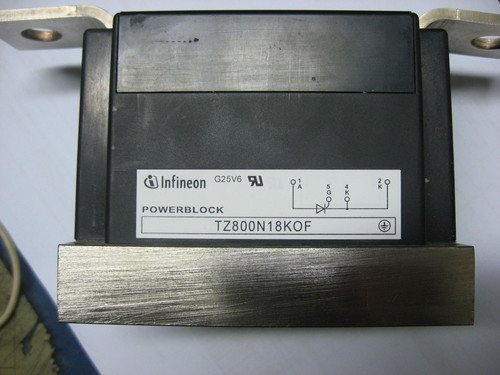 Infineon G25V6
1 5 4 2
A G K K
POWERBLOCK
TZ800N18KOF